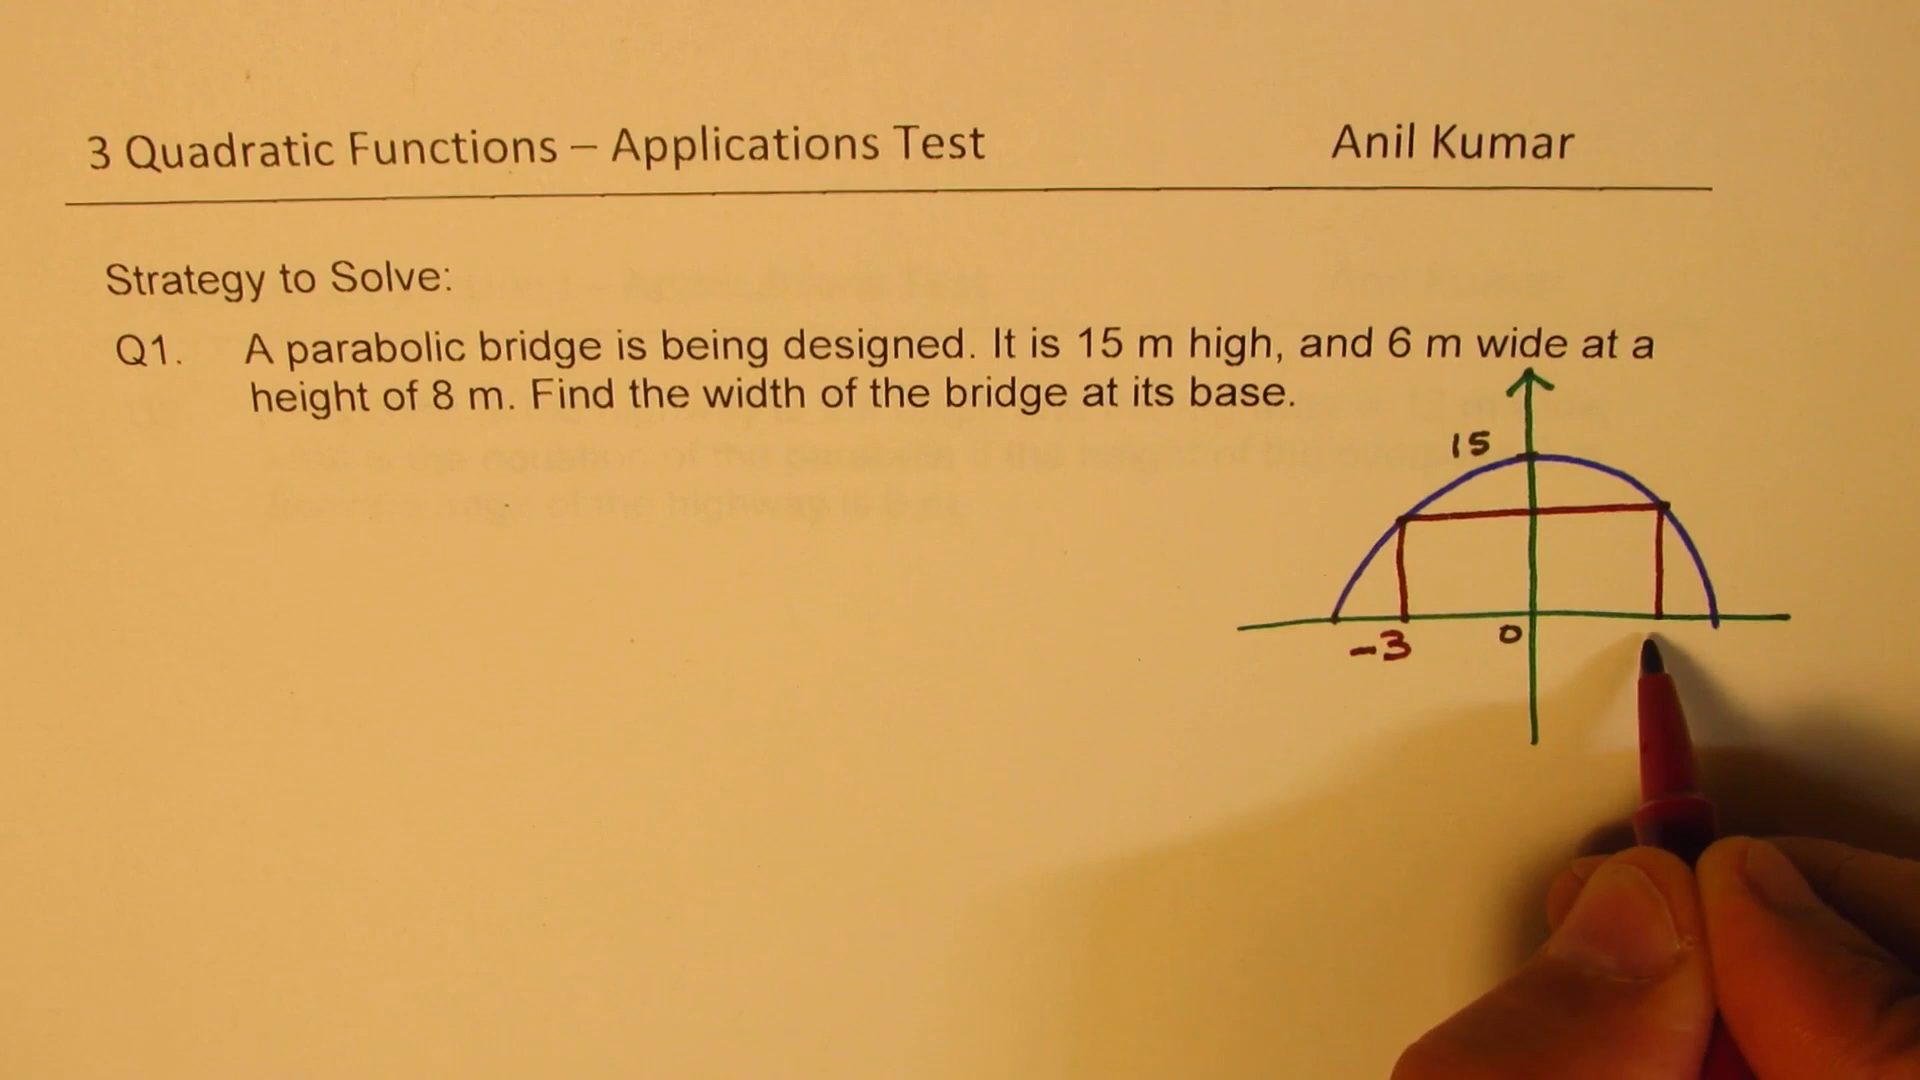 3 Quadratic Functions – Applications Test Anil Kumar
Strategy to Solve:
Q1. A parabolic bridge is being designed. It is 15 m high, and 6 m wide at a
height of 8 m. Find the width of the bridge at its base.
15
-3 0